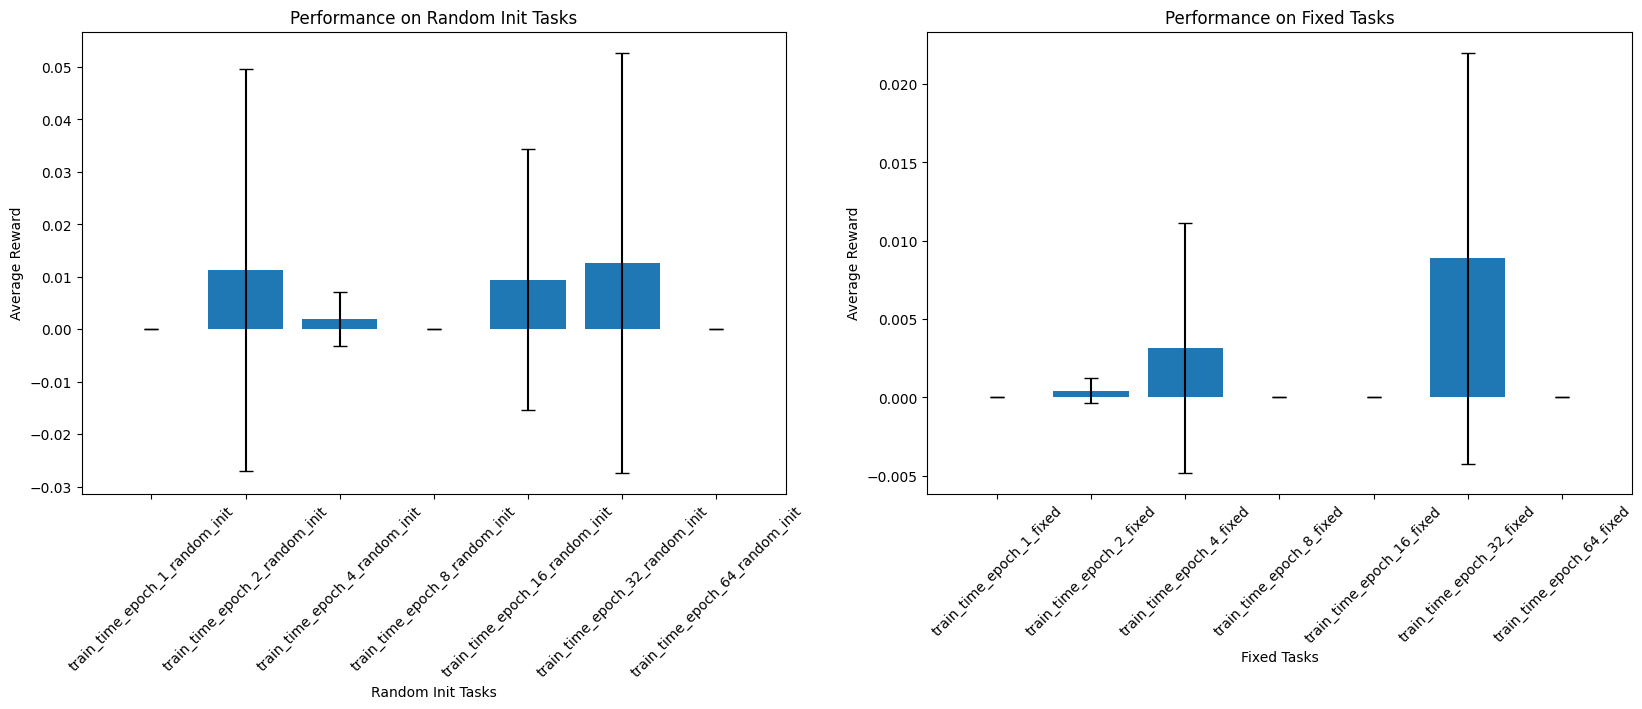 Performance on Random Init Tasks
Average Reward
0.05
0.04
0.03
0.02
0.01
0.00
−0.01
−0.02
−0.03
train_time_epoch_1_random_init
train_time_epoch_2_random_init
train_time_epoch_4_random_init
train_time_epoch_8_random_init
train_time_epoch_16_random_init
train_time_epoch_32_random_init
train_time_epoch_64_random_init
Random Init Tasks
Performance on Fixed Tasks
Average Reward
0.020
0.015
0.010
0.005
0.000
−0.005
train_time_epoch_1_fixed
train_time_epoch_2_fixed
train_time_epoch_4_fixed
train_time_epoch_8_fixed
train_time_epoch_16_fixed
train_time_epoch_32_fixed
train_time_epoch_64_fixed
Fixed Tasks